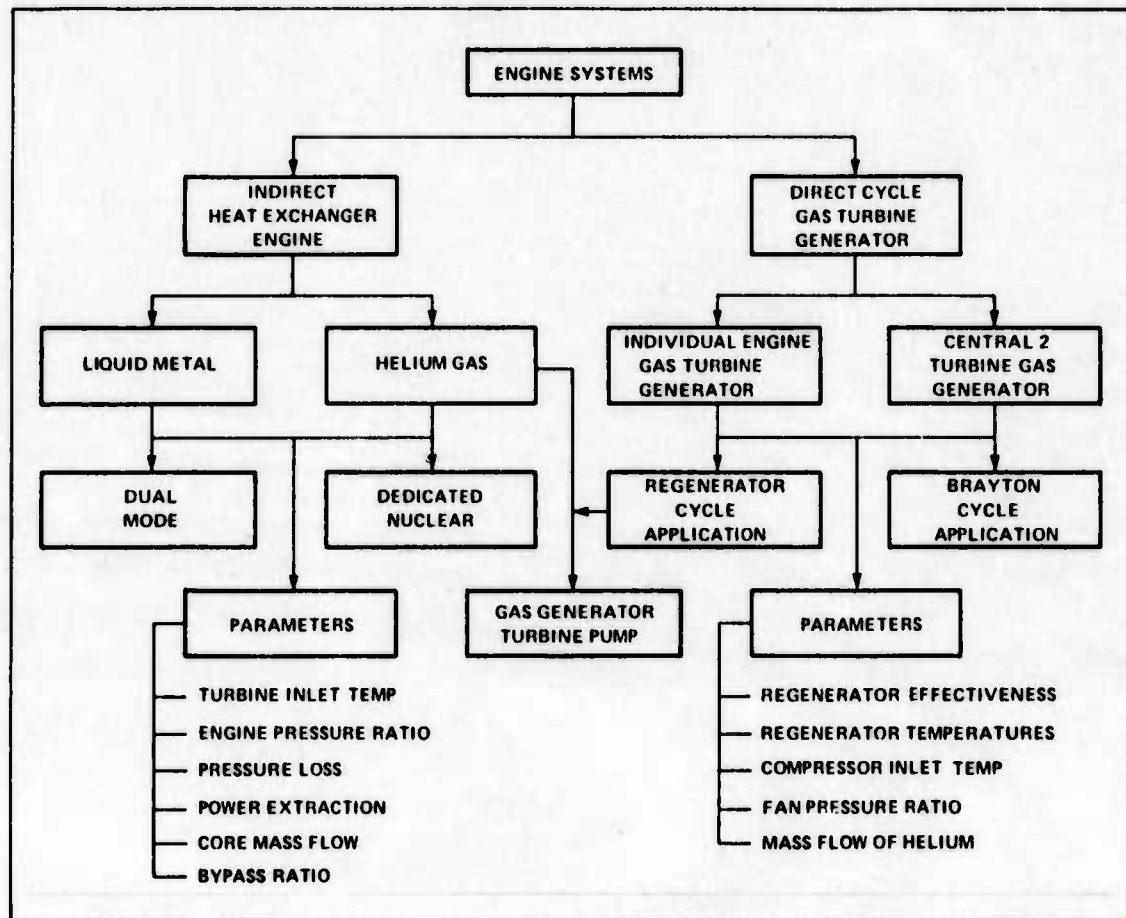 ENGINE SYSTEMS
INDIRECT
HEAT EXCHANGER
ENGINE
DIRECT CYCLE
GAS TURBINE
GENERATOR
LIQUID METAL
HELIUM GAS
INDIVIDUAL ENGINE
GAS TURBINE
GENERATOR
CENTRAL 2
TURBINE GAS
GENERATOR
DUAL
MODE
DEDICATED
NUCLEAR
REGENERATOR
CYCLE
APPLICATION
BRAYTON
CYCLE
APPLICATION
PARAMETERS
GAS GENERATOR
TURBINE PUMP
PARAMETERS
TURBINE INLET TEMP
ENGINE PRESSURE RATIO
PRESSURE LOSS
POWER EXTRACTION
CORE MASS FLOW
BYPASS RATIO
REGENERATOR EFFECTIVENESS
REGENERATOR TEMPERATURES
COMPRESSOR INLET TEMP
FAN PRESSURE RATIO
MASS FLOW OF HELIUM